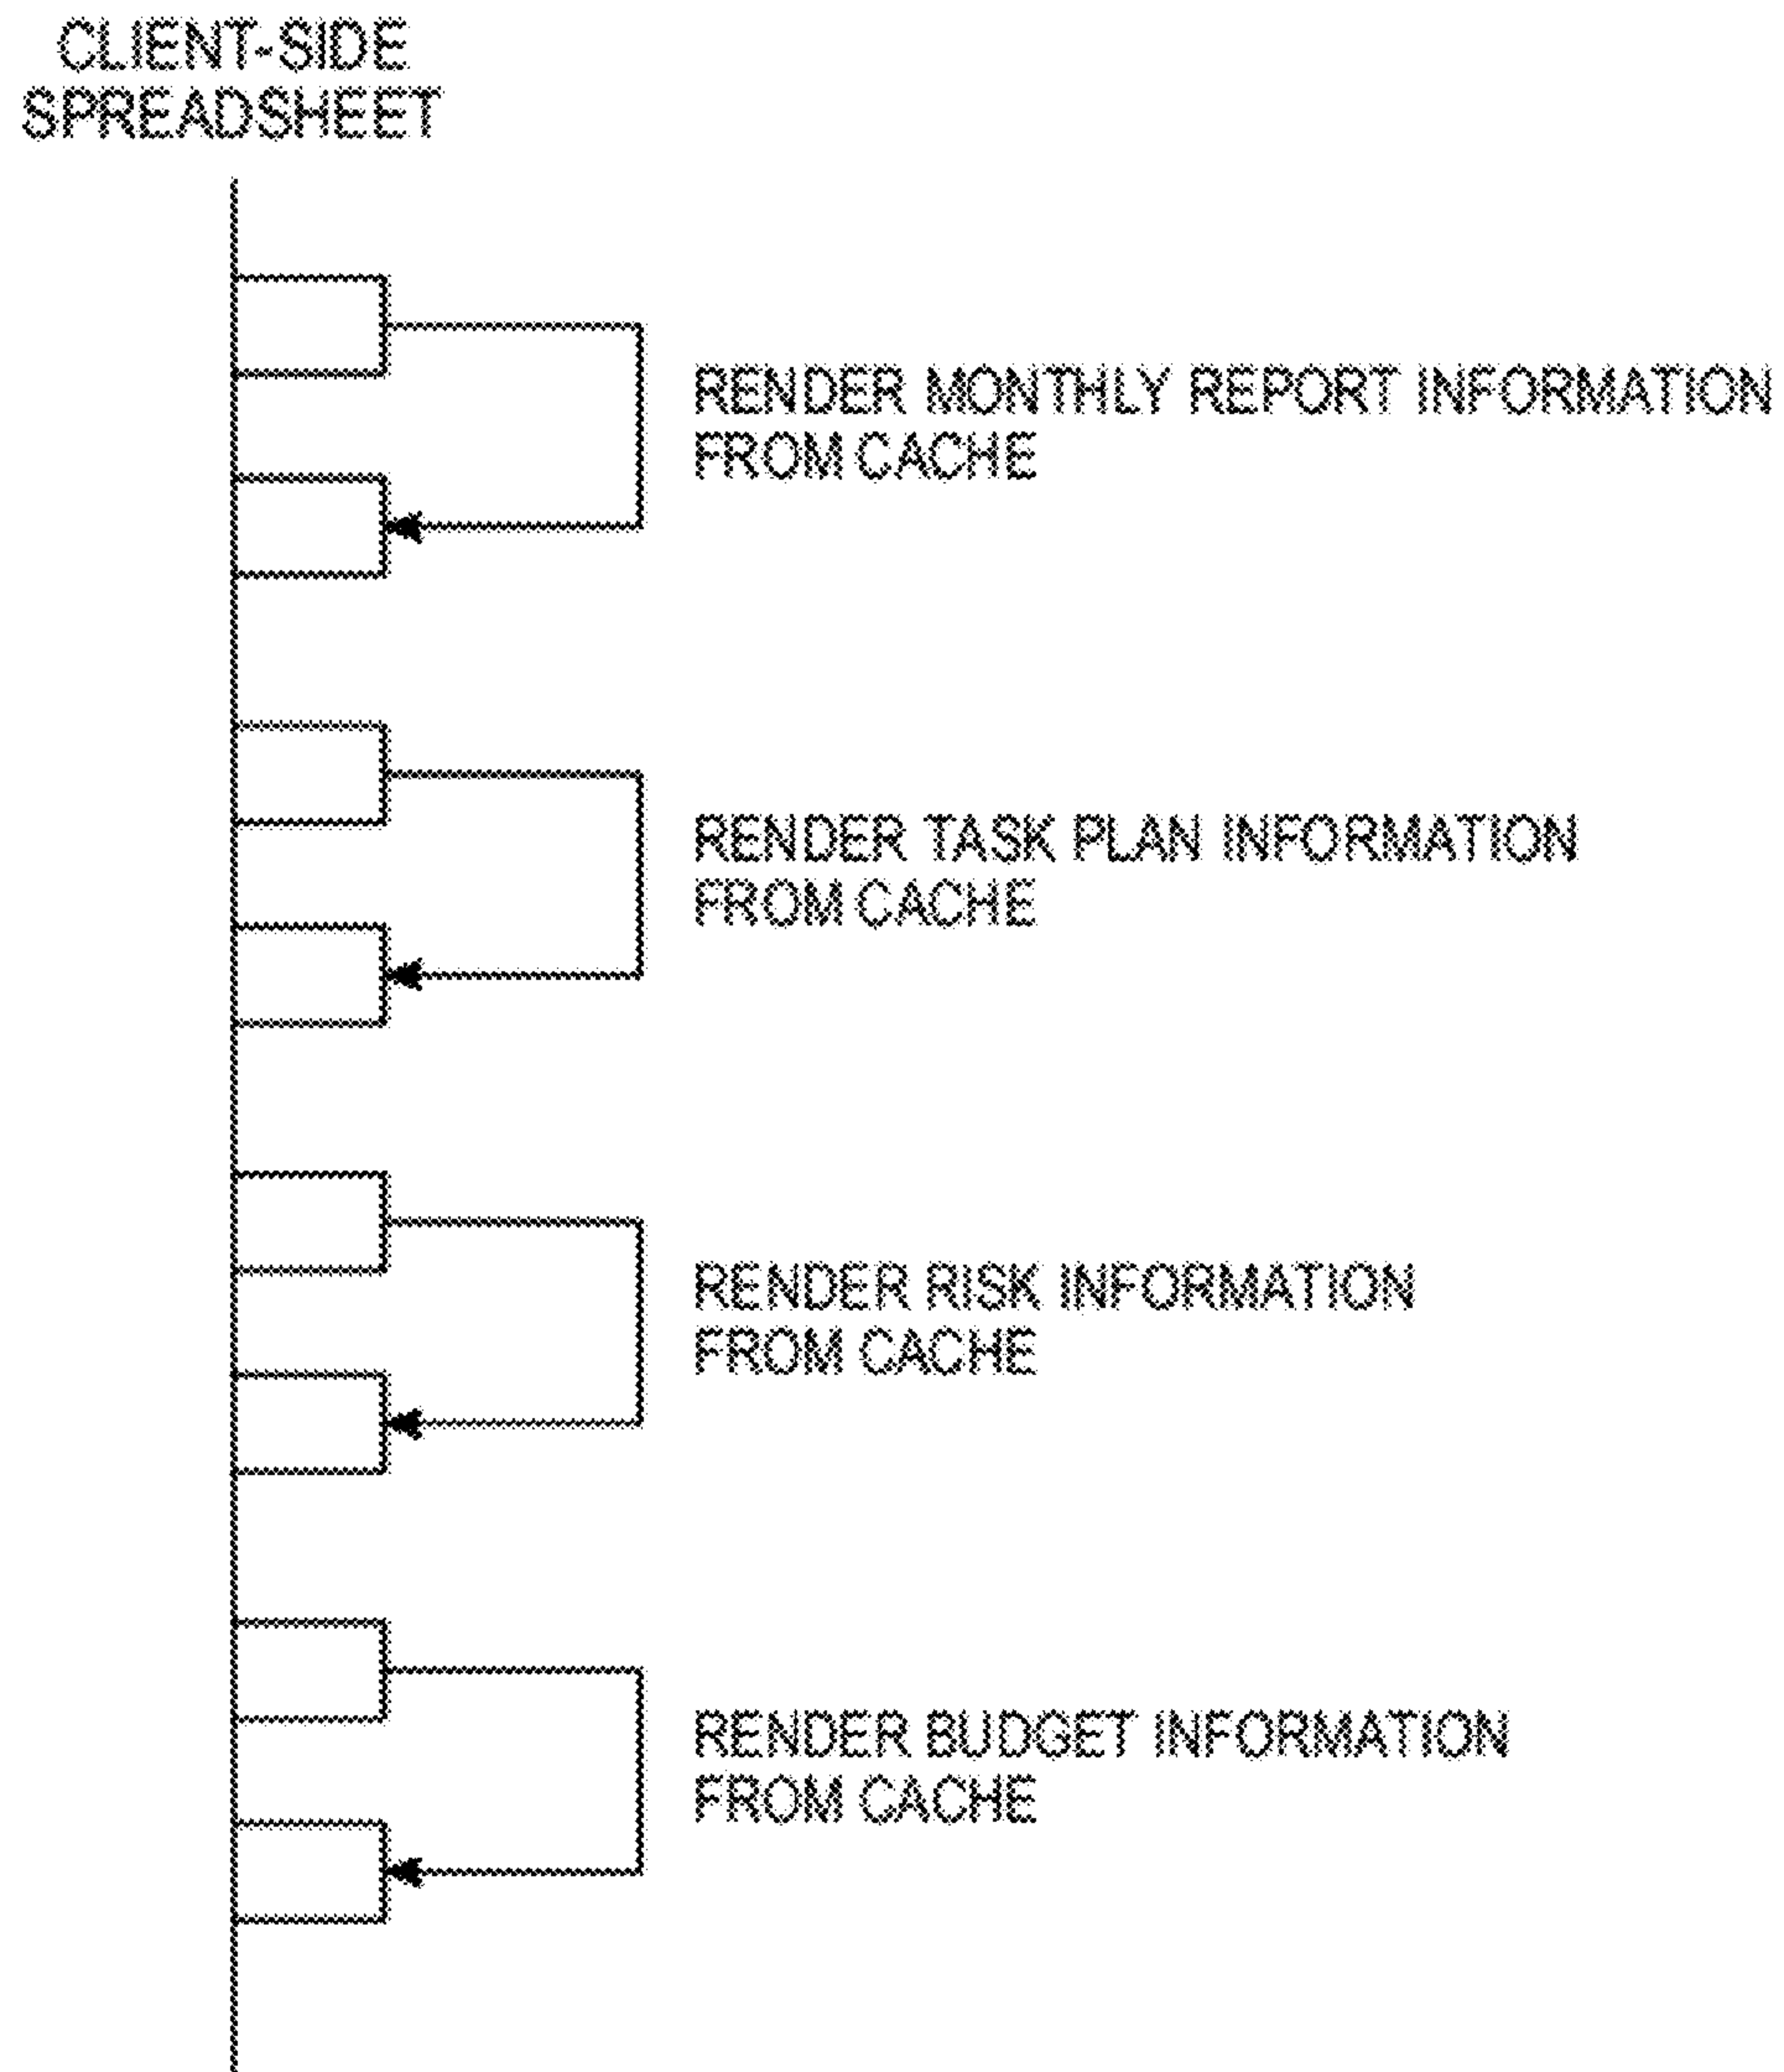 CLIENT-SIDE
SPREADSHEET
RENDER MONTHLY REPORT INFORMATION
FROM CACHE
RENDER TASK PLAN INFORMATION
FROM CACHE
RENDER RISK INFORMATION
FROM CACHE
RENDER BUDGET INFORMATION
FROM CACHE